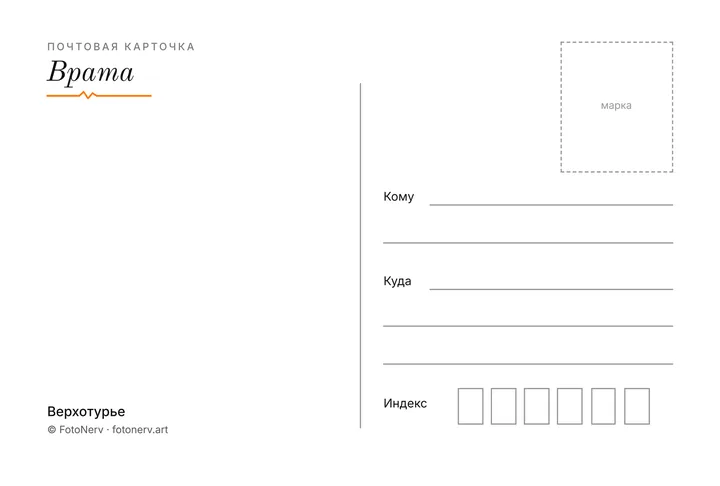 ПОЧТОВАЯ КАРТОЧКА
Врата
марка
Кому
Куда
Индекс
Верхотурье
© FotoNerv · fotonerv.art